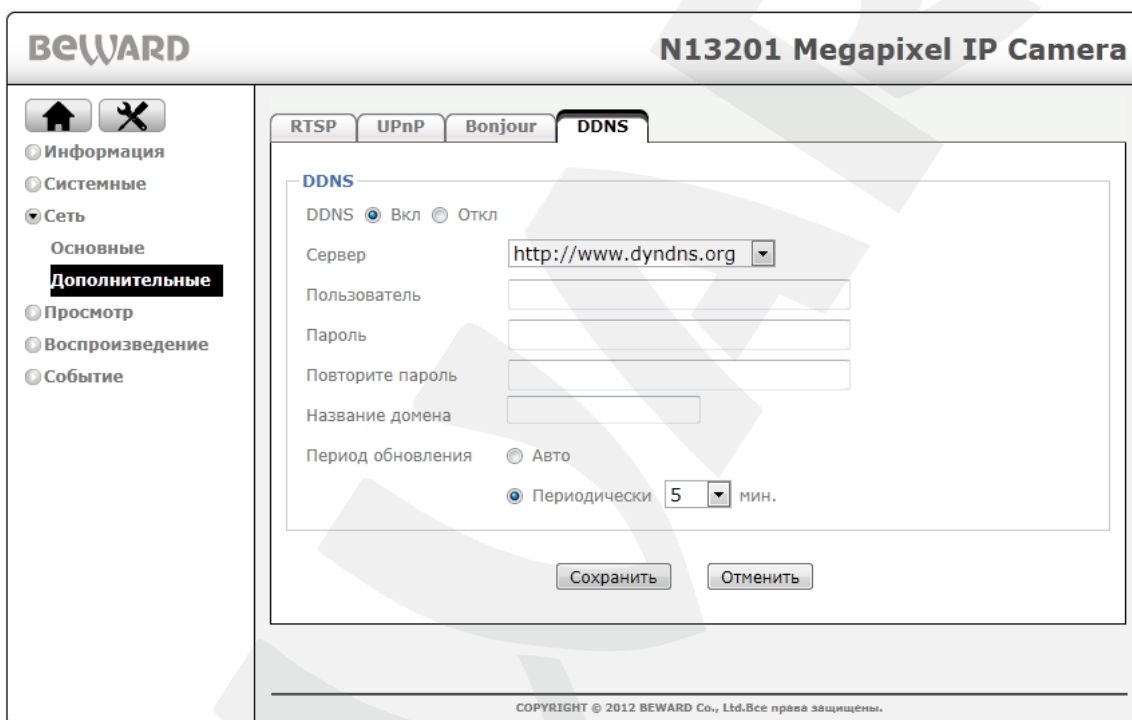 BEWARD
N13201 Megapixel IP Camera
Информация
Системные
Сеть
Основные
Дополнительные
Просмотр
Воспроизведение
Событие
RTSP UPnP Bonjour DDNS
DDNS
DDNS Вкл Откл
Сервер http://www.dyndns.org
Пользователь
Пароль
Повторите пароль
Название домена
Период обновления Авто
Периодически 5 мин.
Сохранить Отменить
COPYRIGHT © 2012 BEWARD Co., Ltd.Все права защищены.